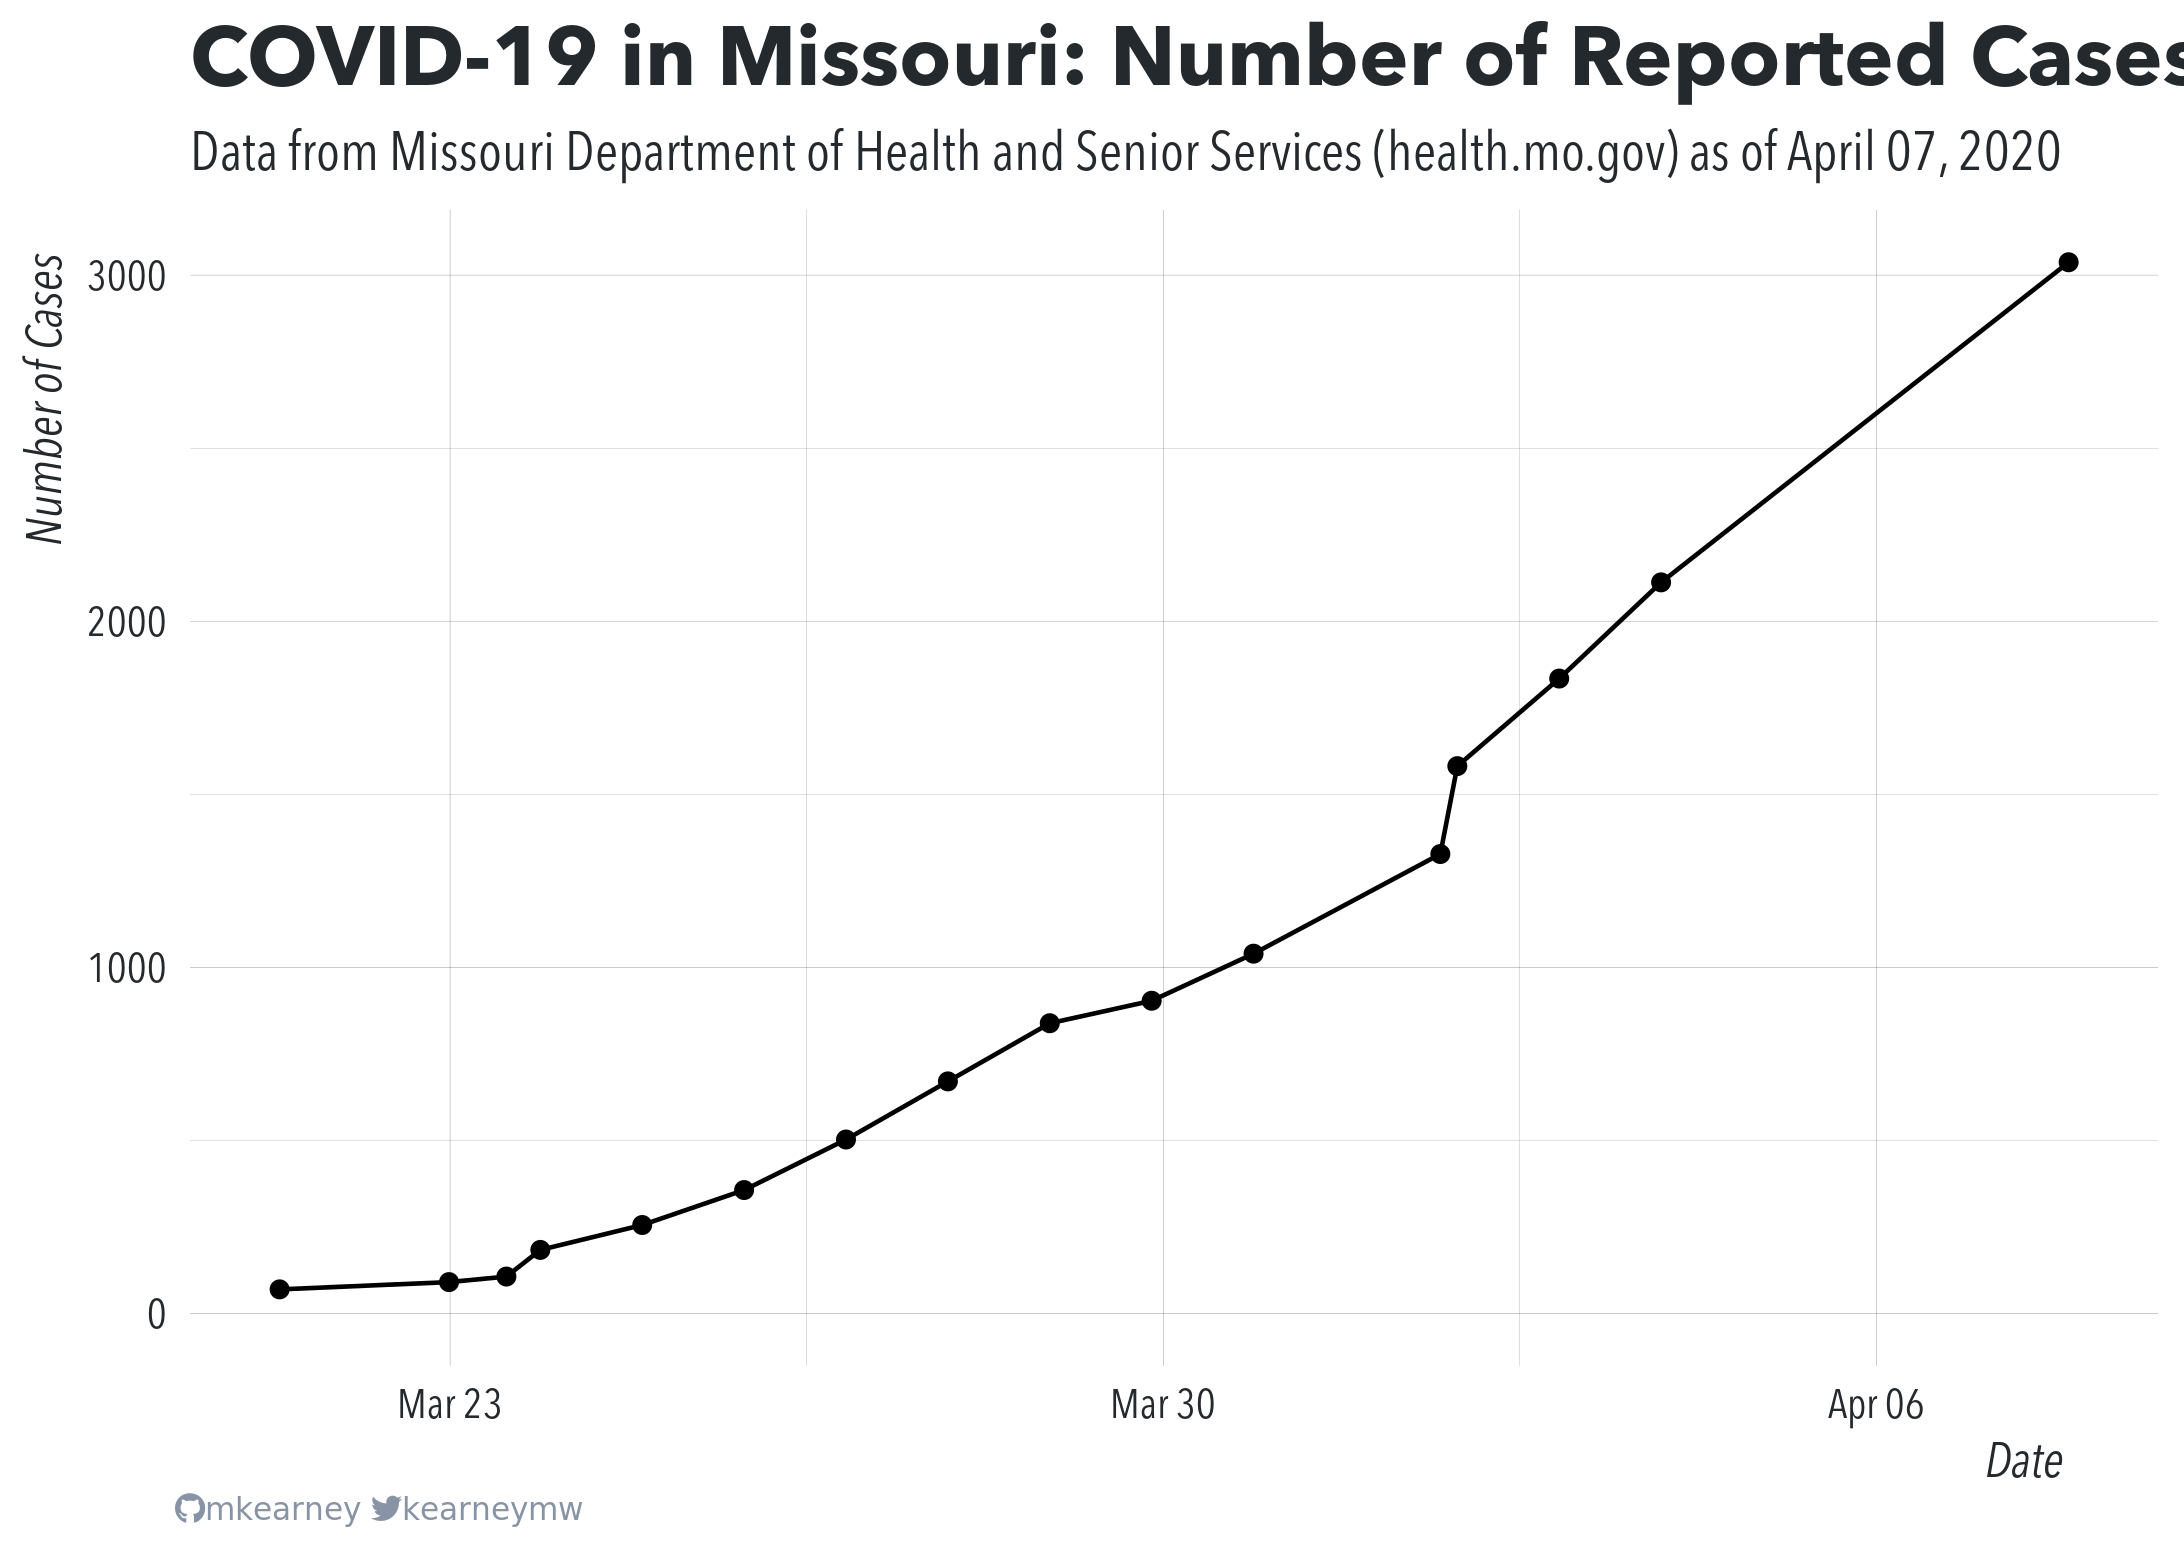 COVID-19 in Missouri: Number of Reported Cases
Data from Missouri Department of Health and Senior Services (health.mo.gov) as of April 07, 2020
Number of Cases
3000
2000
1000
0
Mar 23
Mar 30
Apr 06
Date
mkearney kearneymw